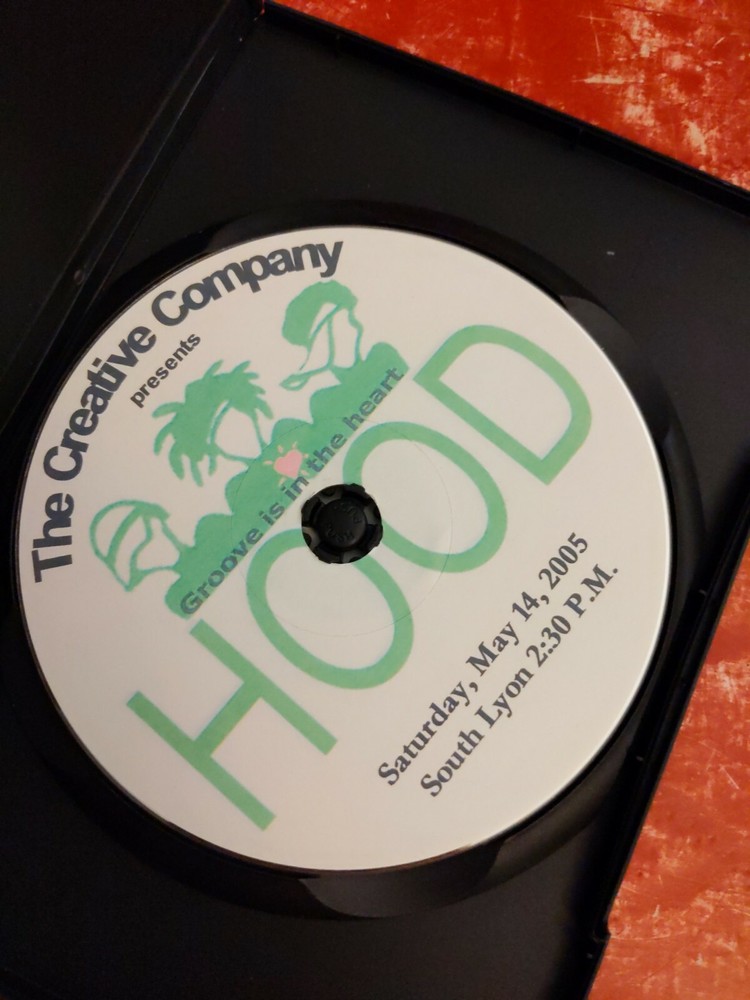 The Creative Company
presents
Groove is in the heart
HOOD
Saturday, May 14, 2005
South Lyon 2:30 P.M.